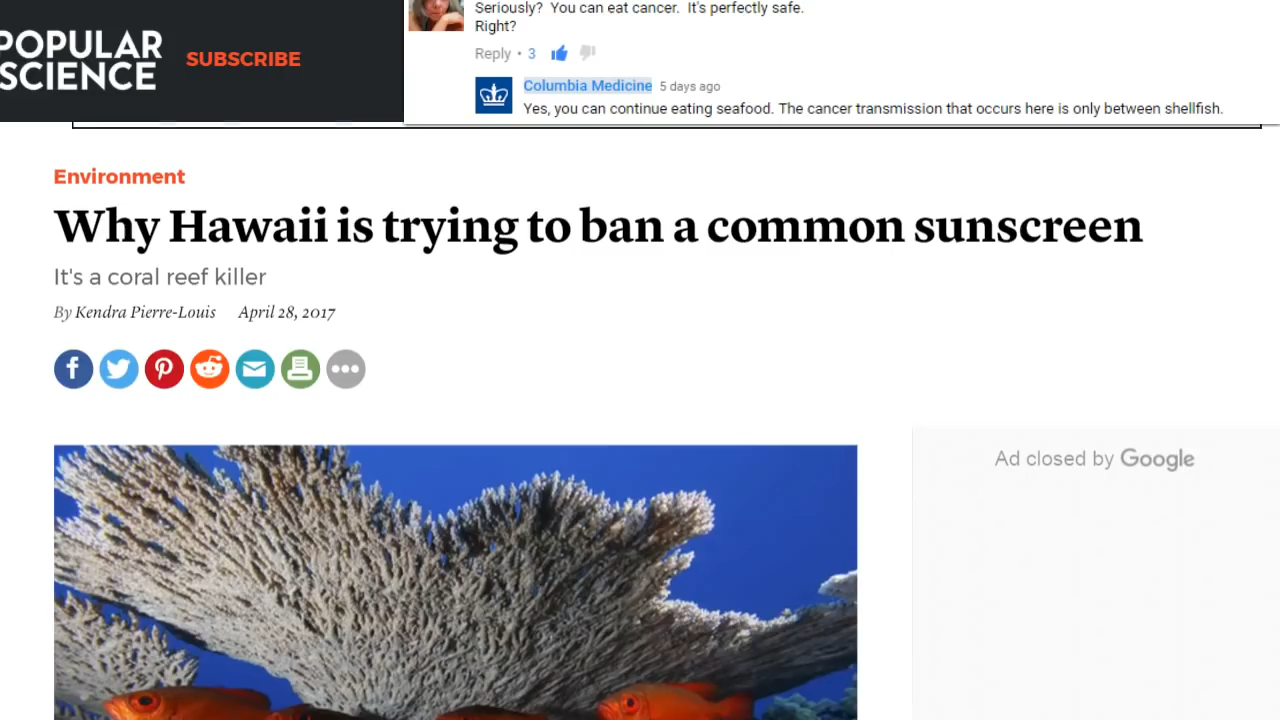 POPULAR
SCIENCE
SUBSCRIBE
Seriously? You can eat cancer. It's perfectly safe.
Right?
Reply • 3
Columbia Medicine 5 days ago
Yes, you can continue eating seafood. The cancer transmission that occurs here is only between shellfish.
Environment
Why Hawaii is trying to ban a common sunscreen
It's a coral reef killer
By Kendra Pierre-Louis April 28, 2017
Ad closed by Google